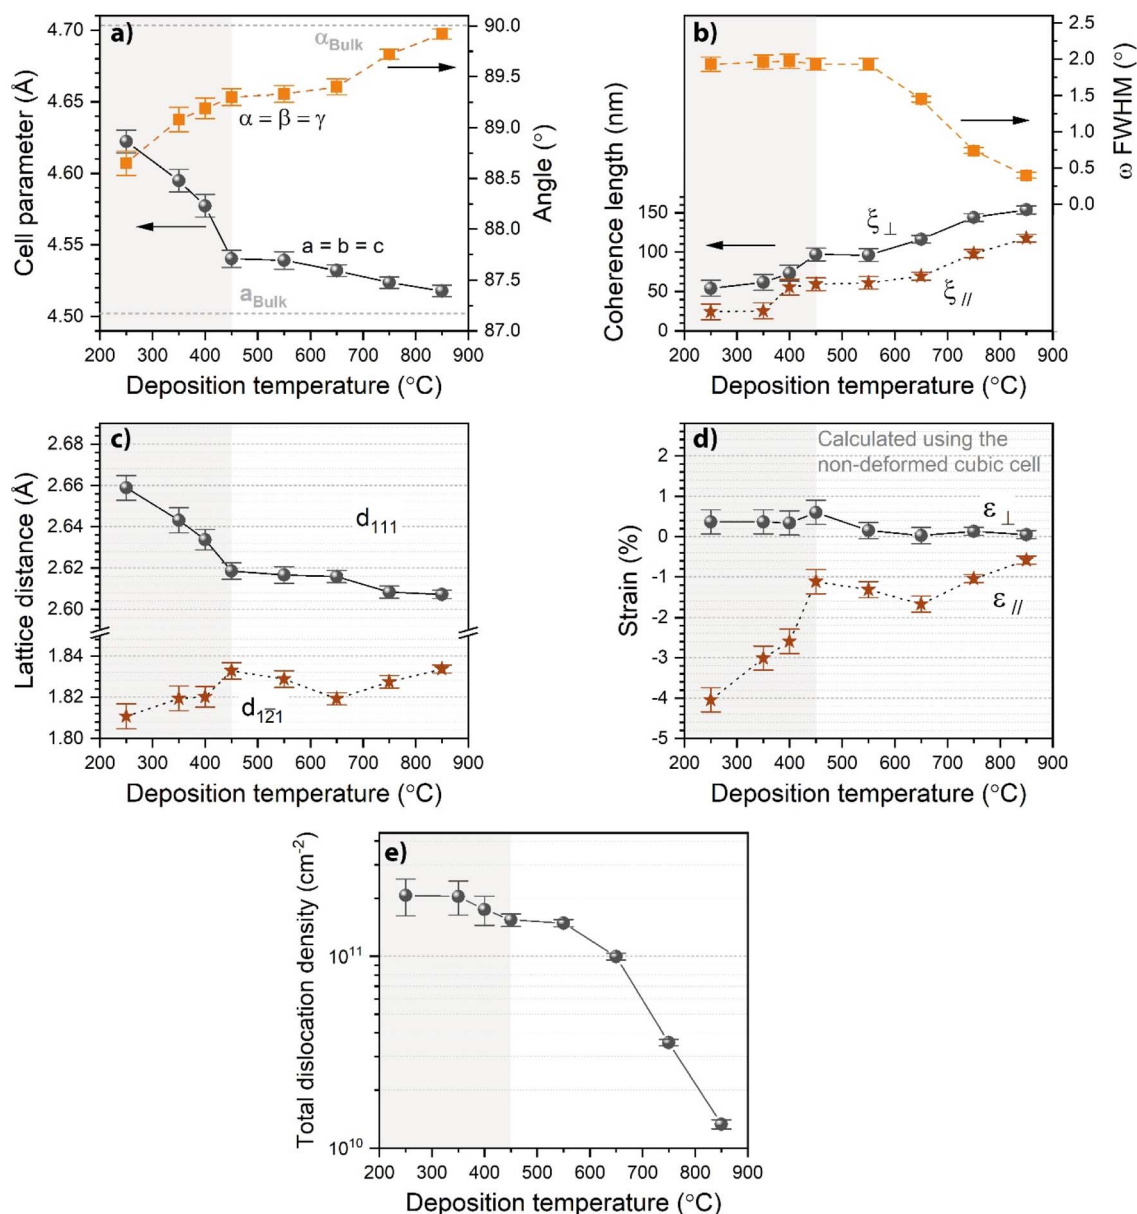 a)
4.70
4.65
4.60
4.55
4.50
Cell parameter (Å)
α_Bulk
α = β = γ
a = b = c
a_Bulk
90.0
89.5
89.0
88.5
88.0
87.5
87.0
Angle (°)
200 300 400 500 600 700 800 900
Deposition temperature (°C)
b)
2.5
2.0
1.5
1.0
0.5
0.0
ω FWHM (°)
150
100
50
0
Coherence length (nm)
ξ⊥
ξ//
200 300 400 500 600 700 800 900
Deposition temperature (°C)
c)
2.68
2.66
2.64
2.62
2.60
1.84
1.82
1.80
Lattice distance (Å)
d₁₁₁
d₁2̄₁
200 300 400 500 600 700 800 900
Deposition temperature (°C)
d)
Calculated using the
non-deformed cubic cell
2
1
0
-1
-2
-3
-4
-5
Strain (%)
ε⊥
ε//
200 300 400 500 600 700 800 900
Deposition temperature (°C)
e)
10¹¹
10¹⁰
Total dislocation density (cm⁻²)
200 300 400 500 600 700 800 900
Deposition temperature (°C)